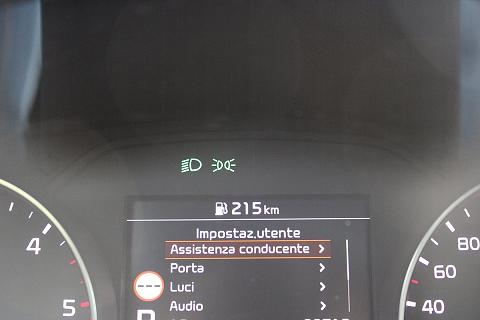 215km
Impostaz.utente
Assistenza conducente >
Porta >
Luci >
Audio >
4
5
80
60
40